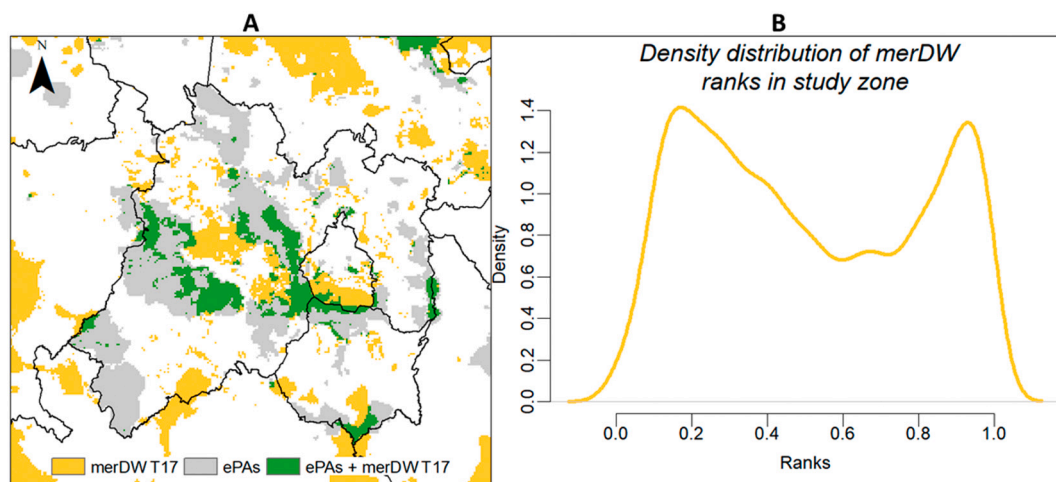 A
B
N
merDW T17
ePAs
ePAs + merDW T17
Density distribution of merDW
ranks in study zone
Density
0.0
0.2
0.4
0.6
0.8
1.0
1.2
1.4
0.0 0.2 0.4 0.6 0.8 1.0
Ranks